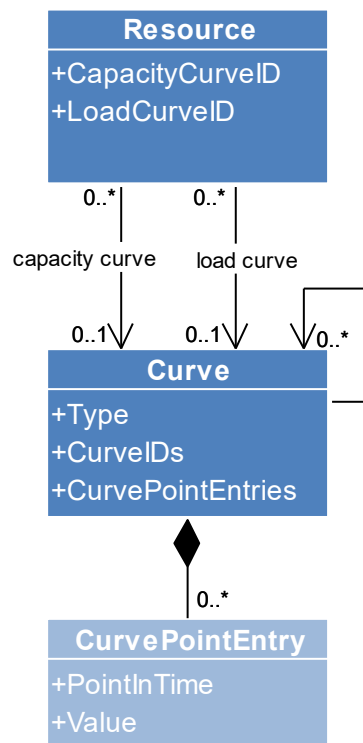 Resource
+CapacityCurveID
+LoadCurveID
0..* 0..*
capacity curve load curve
0..1 0..1 0..*
Curve
+Type
+CurveIDs
+CurvePointEntries
0..*
CurvePointEntry
+PointInTime
+Value